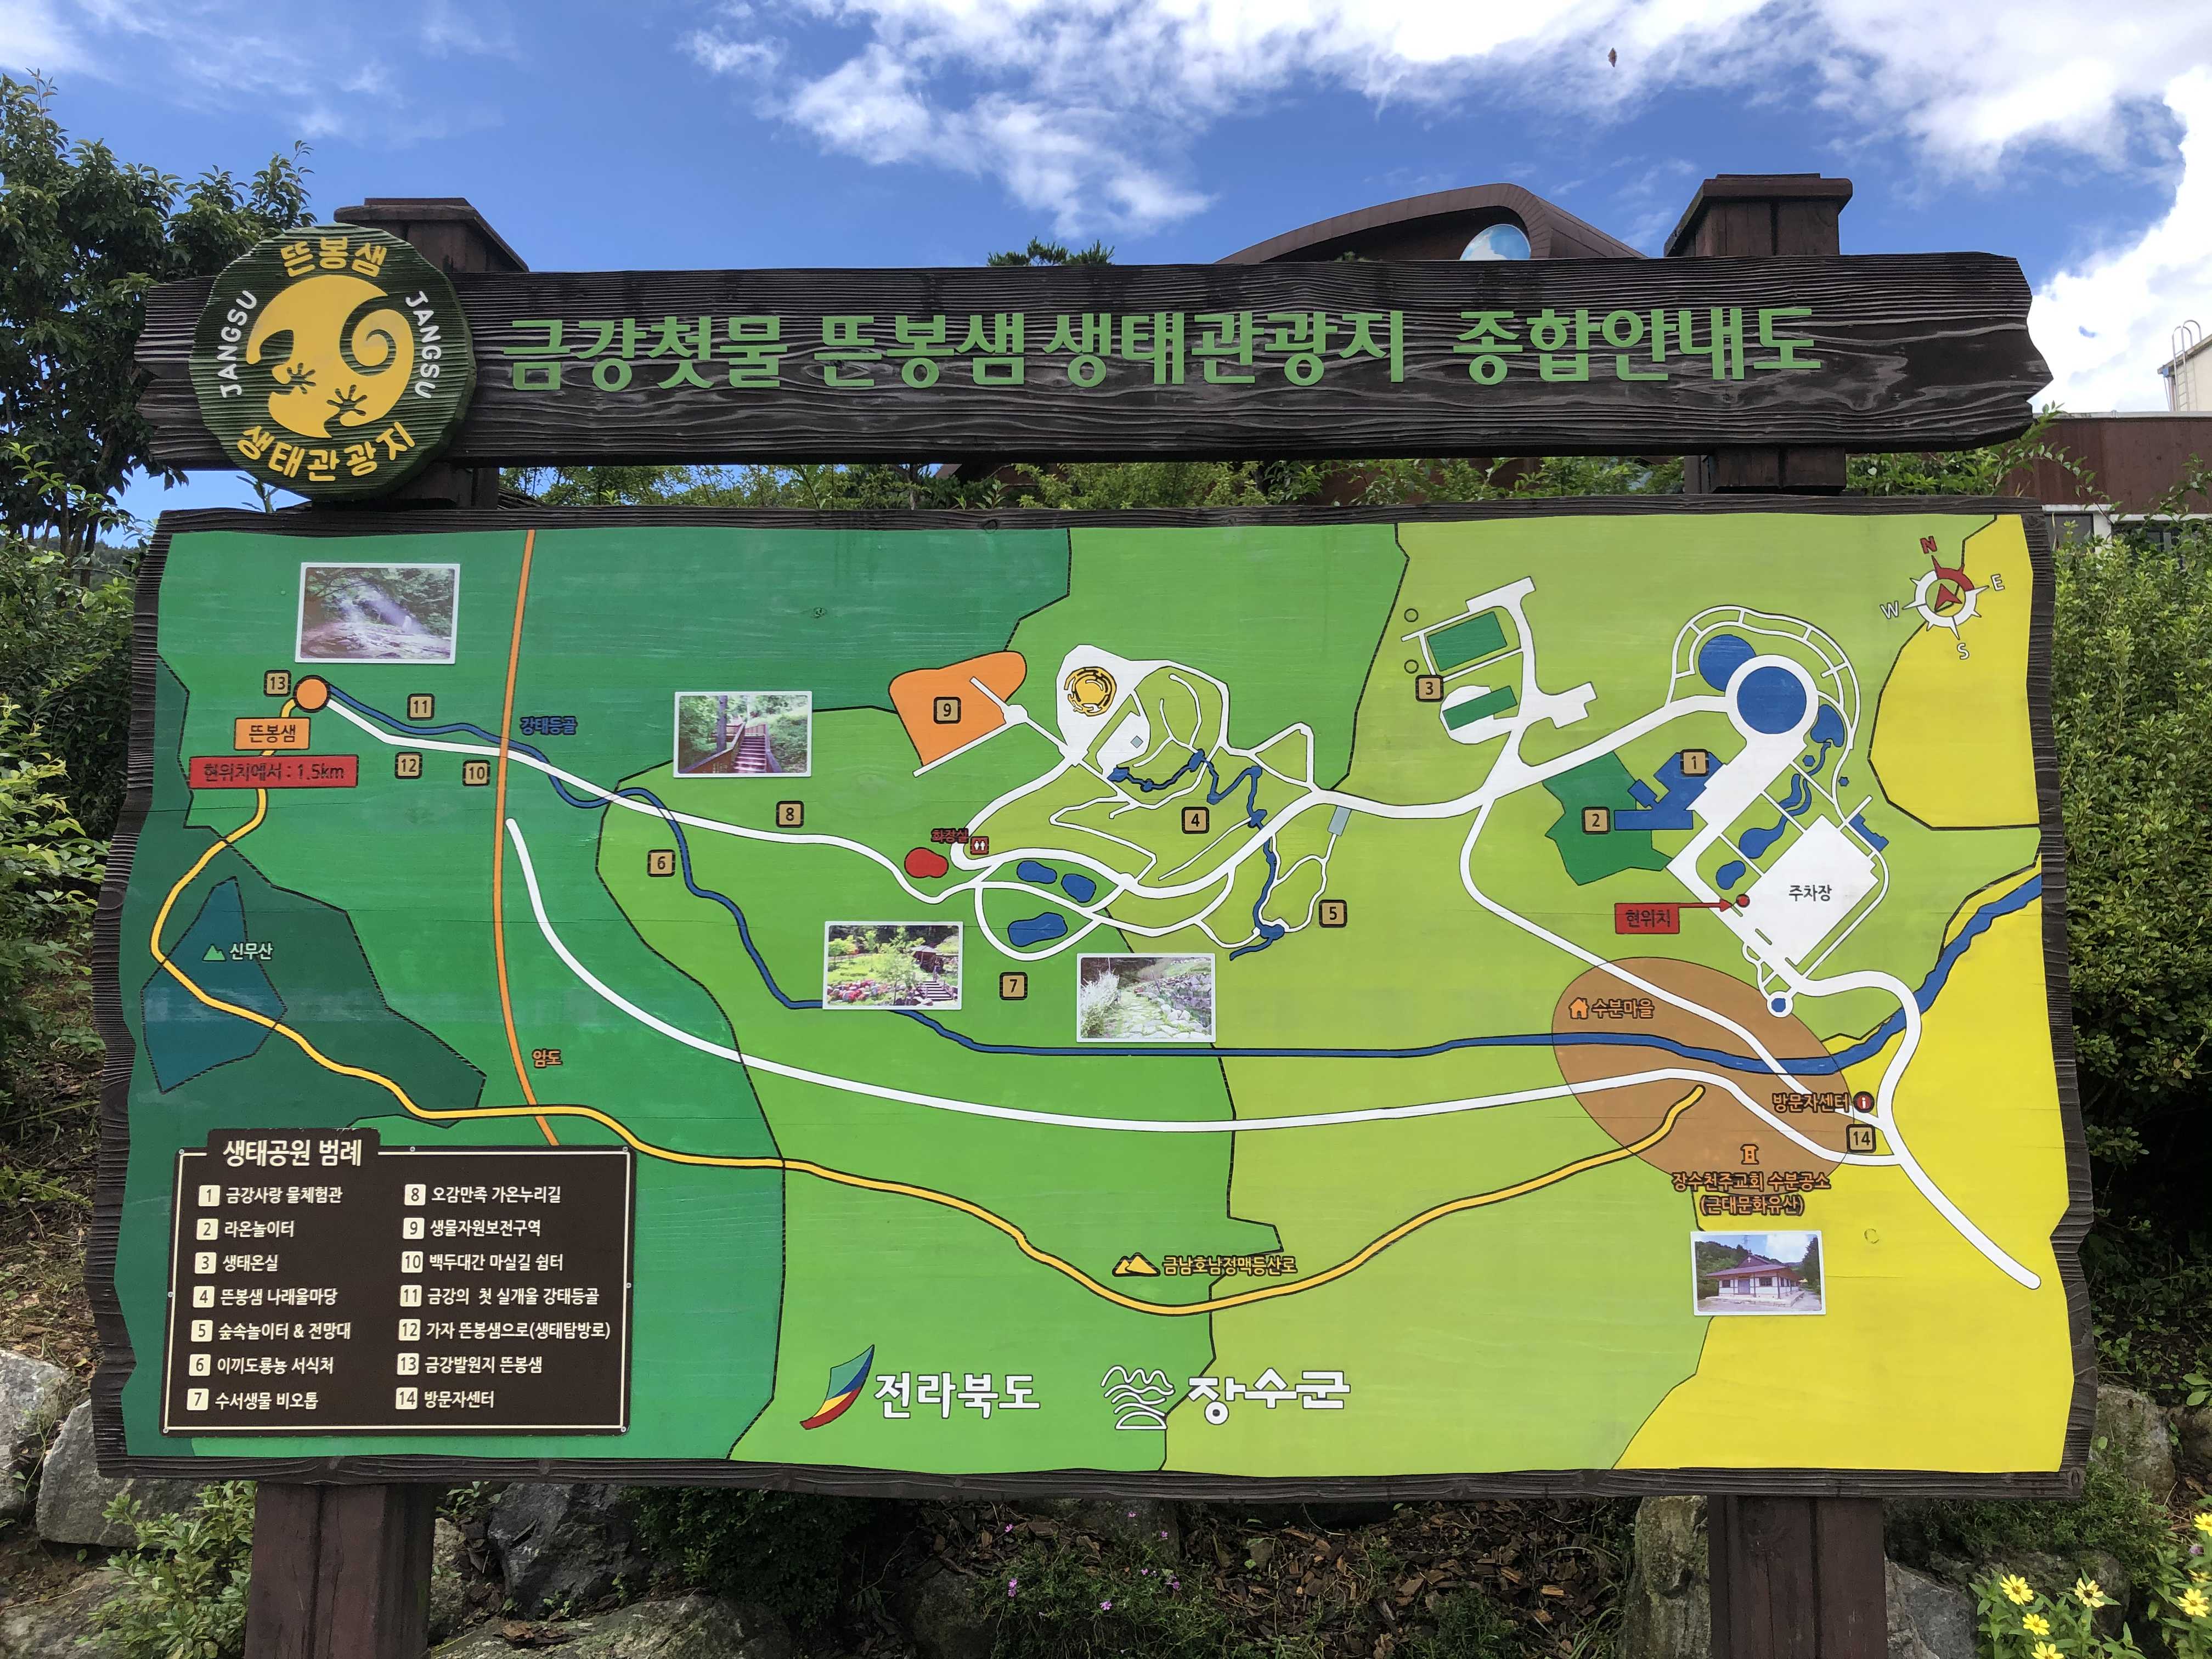 뜬봉샘
JANGSU
JANGSU
생태관광지
금강첫물 뜬봉샘 생태관광지 종합안내도
N
W
E
S
13
뜬봉샘
현위치에서 : 1.5km
11
12
10
강태등골
9
8
6
화장실
4
5
7
3
1
2
주차장
현위치
신무산
임도
수분마을
방문자센터
i
14
장수천주교회 수분공소
(근대문화유산)
금남호남정맥등산로
생태공원 범례
1 금강사랑 물체험관
2 라온놀이터
3 생태온실
4 뜬봉샘 나래울마당
5 숲속놀이터 & 전망대
6 이끼도롱뇽 서식처
7 수서생물 비오톱
8 오감만족 가온누리길
9 생물자원보전구역
10 백두대간 마실길 쉼터
11 금강의 첫 실개울 강태등골
12 가자 뜬봉샘으로(생태탐방로)
13 금강발원지 뜬봉샘
14 방문자센터
전라북도
장수군